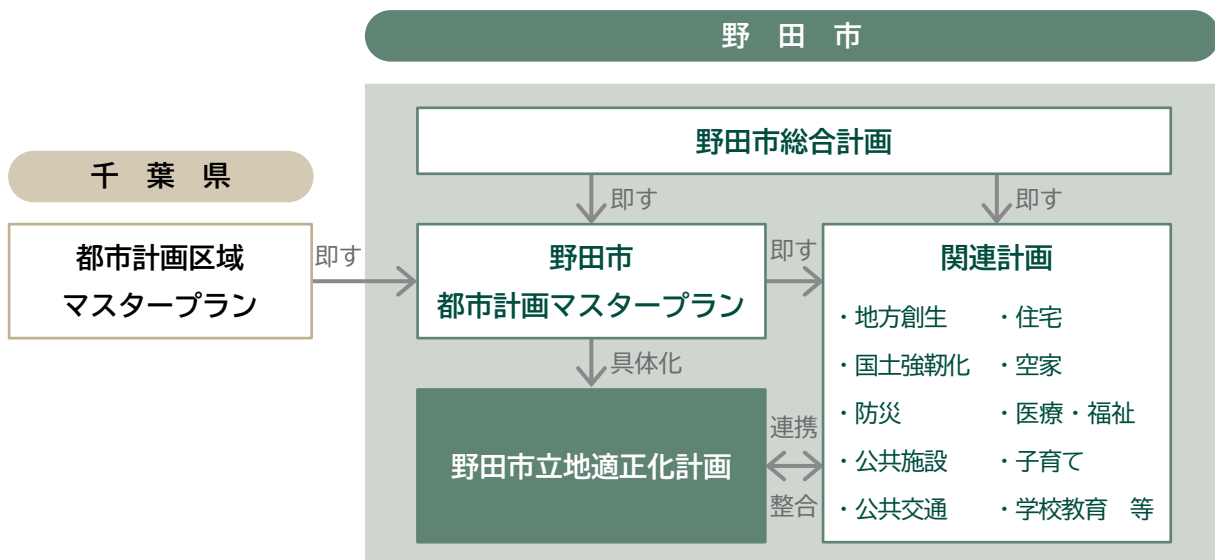 野田市
野田市総合計画
千葉県
即す
即す
都市計画区域
マスタープラン
即す
野田市
都市計画マスタープラン
即す
関連計画
・地方創生
・国土強靭化
・防災
・公共施設
・公共交通
・住宅
・空家
・医療・福祉
・子育て
・学校教育　等
具体化
野田市立地適正化計画
連携
整合